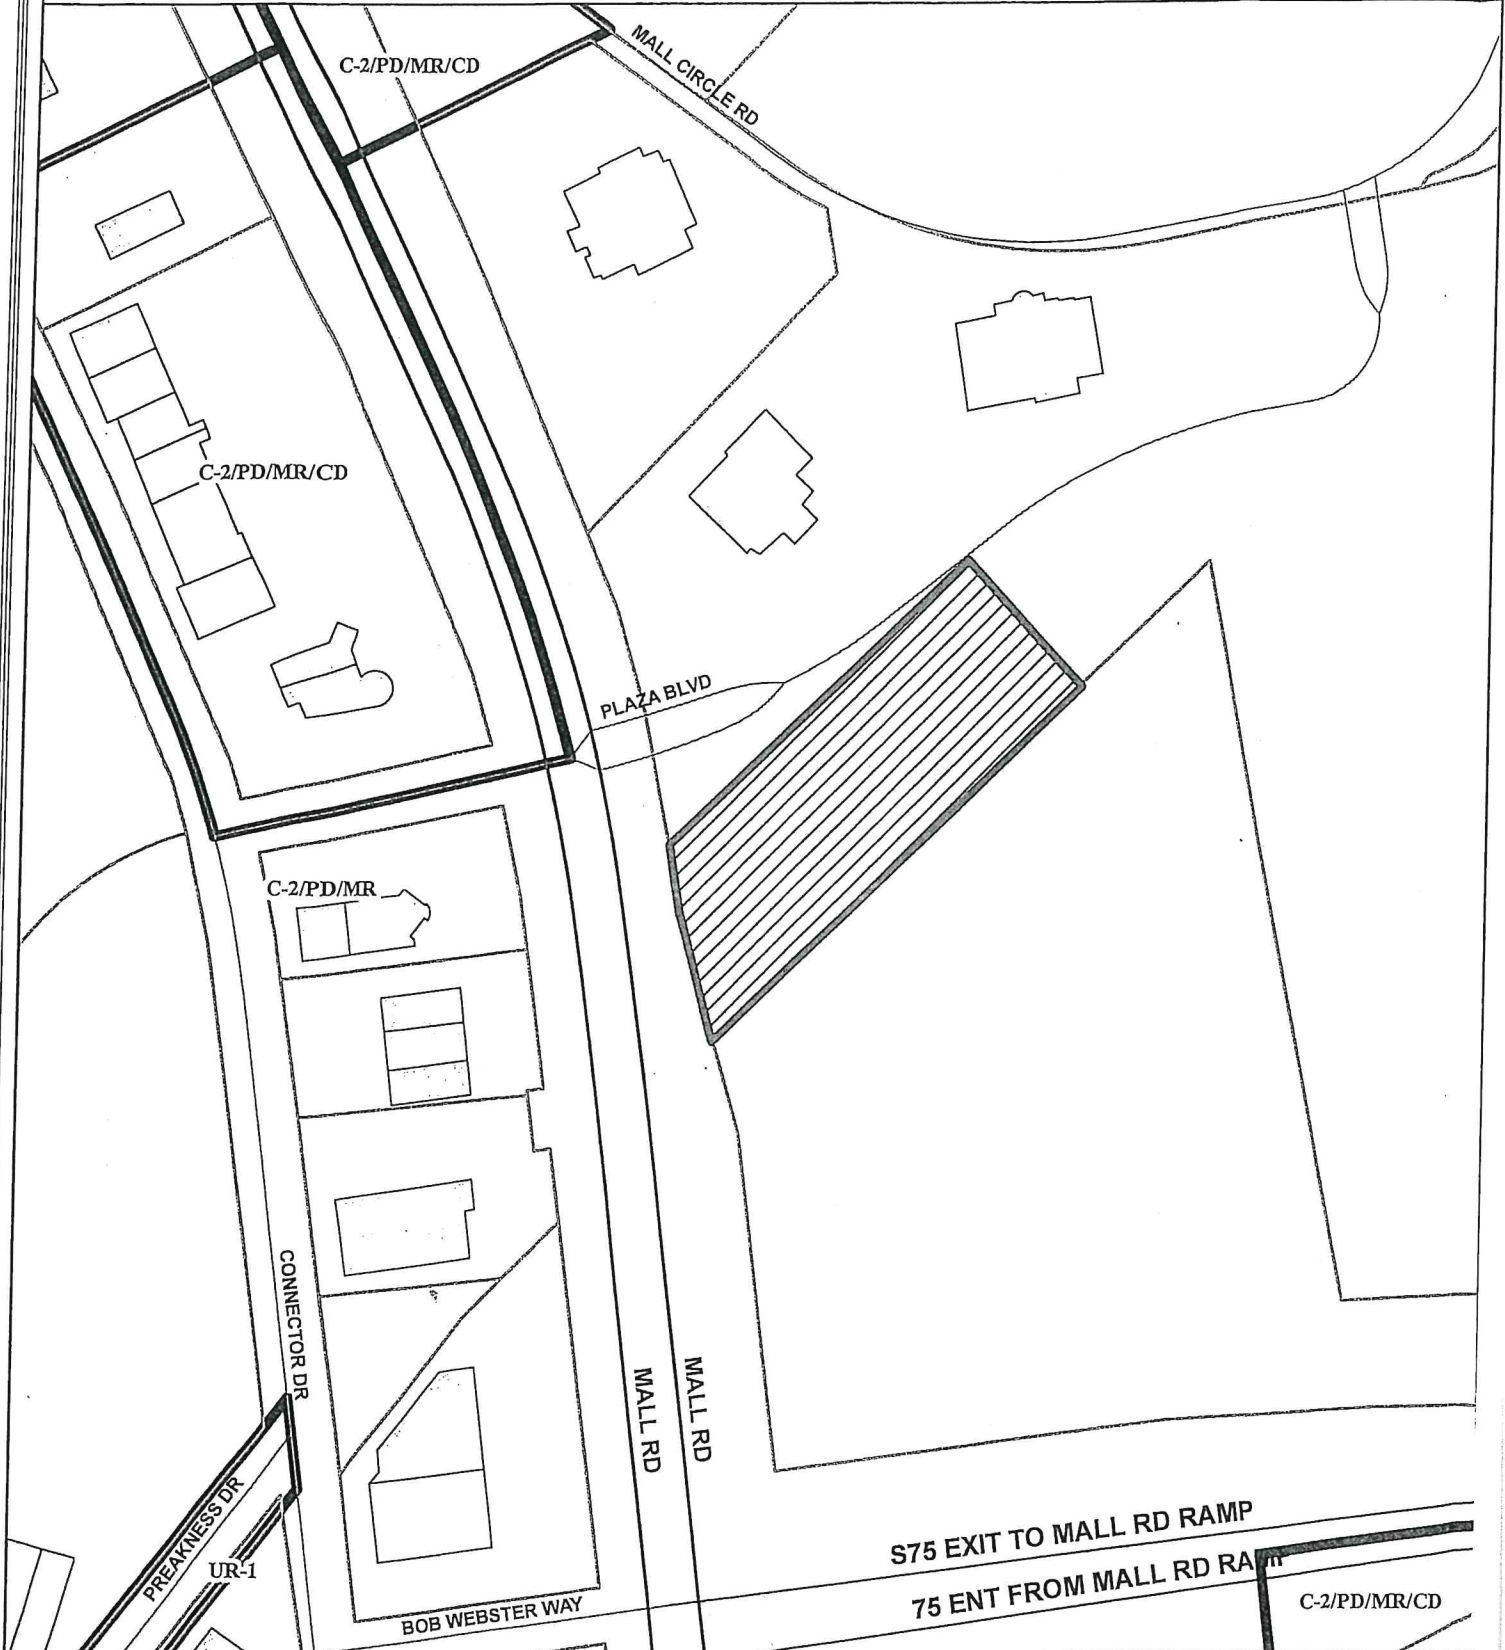 C-2/PD/MR/CD
MALL CIRCLE RD
C-2/PD/MR/CD
PLAZA BLVD
C-2/PD/MR
CONNECTOR DR
MALL RD
MALL RD
PREAKNESS DR
UR-1
S75 EXIT TO MALL RD RAMP
75 ENT FROM MALL RD
C-2/PD/MR/CD
BOB WEBSTER WAY